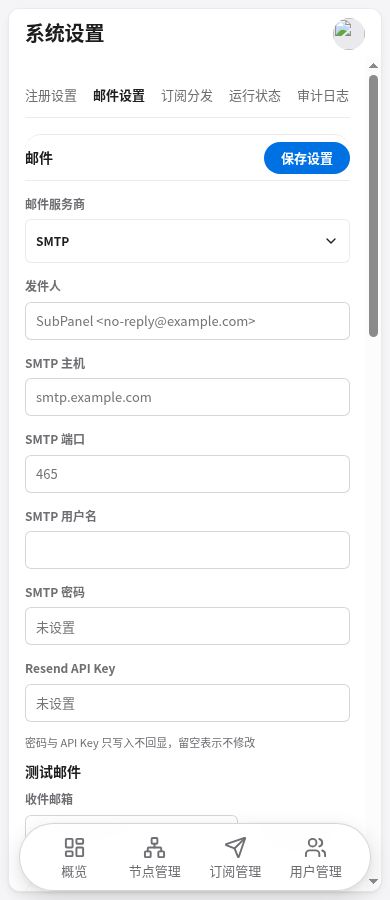 系统设置
注册设置 邮件设置 订阅分发 运行状态 审计日志
邮件
保存设置
邮件服务商
SMTP
发件人
SubPanel <no-reply@example.com>
SMTP 主机
smtp.example.com
SMTP 端口
465
SMTP 用户名
SMTP 密码
未设置
Resend API Key
未设置
密码与 API Key 只写入不回显，留空表示不修改
测试邮件
收件邮箱
概览 节点管理 订阅管理 用户管理